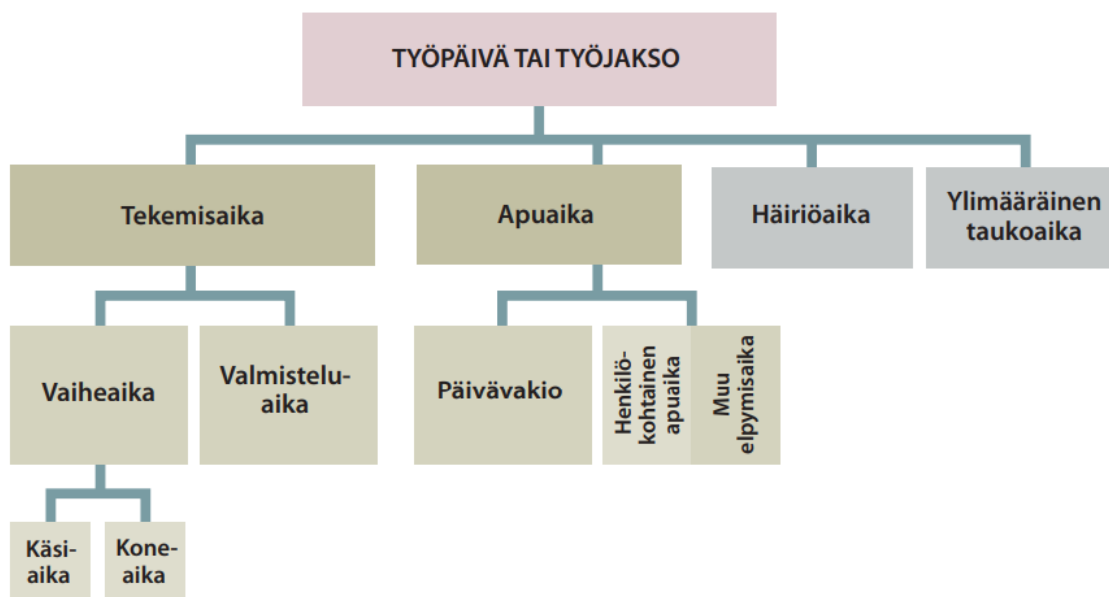 TYÖPÄIVÄ TAI TYÖJAKSO
Tekemisaika
Apuaika
Häiriöaika
Ylimääräinen
taukoaika
Vaiheaika
Valmistelu-
aika
Päivävakio
Henkilö-
kohtainen
apuaika
Muu
elpymisaika
Käsi-
aika
Kone-
aika